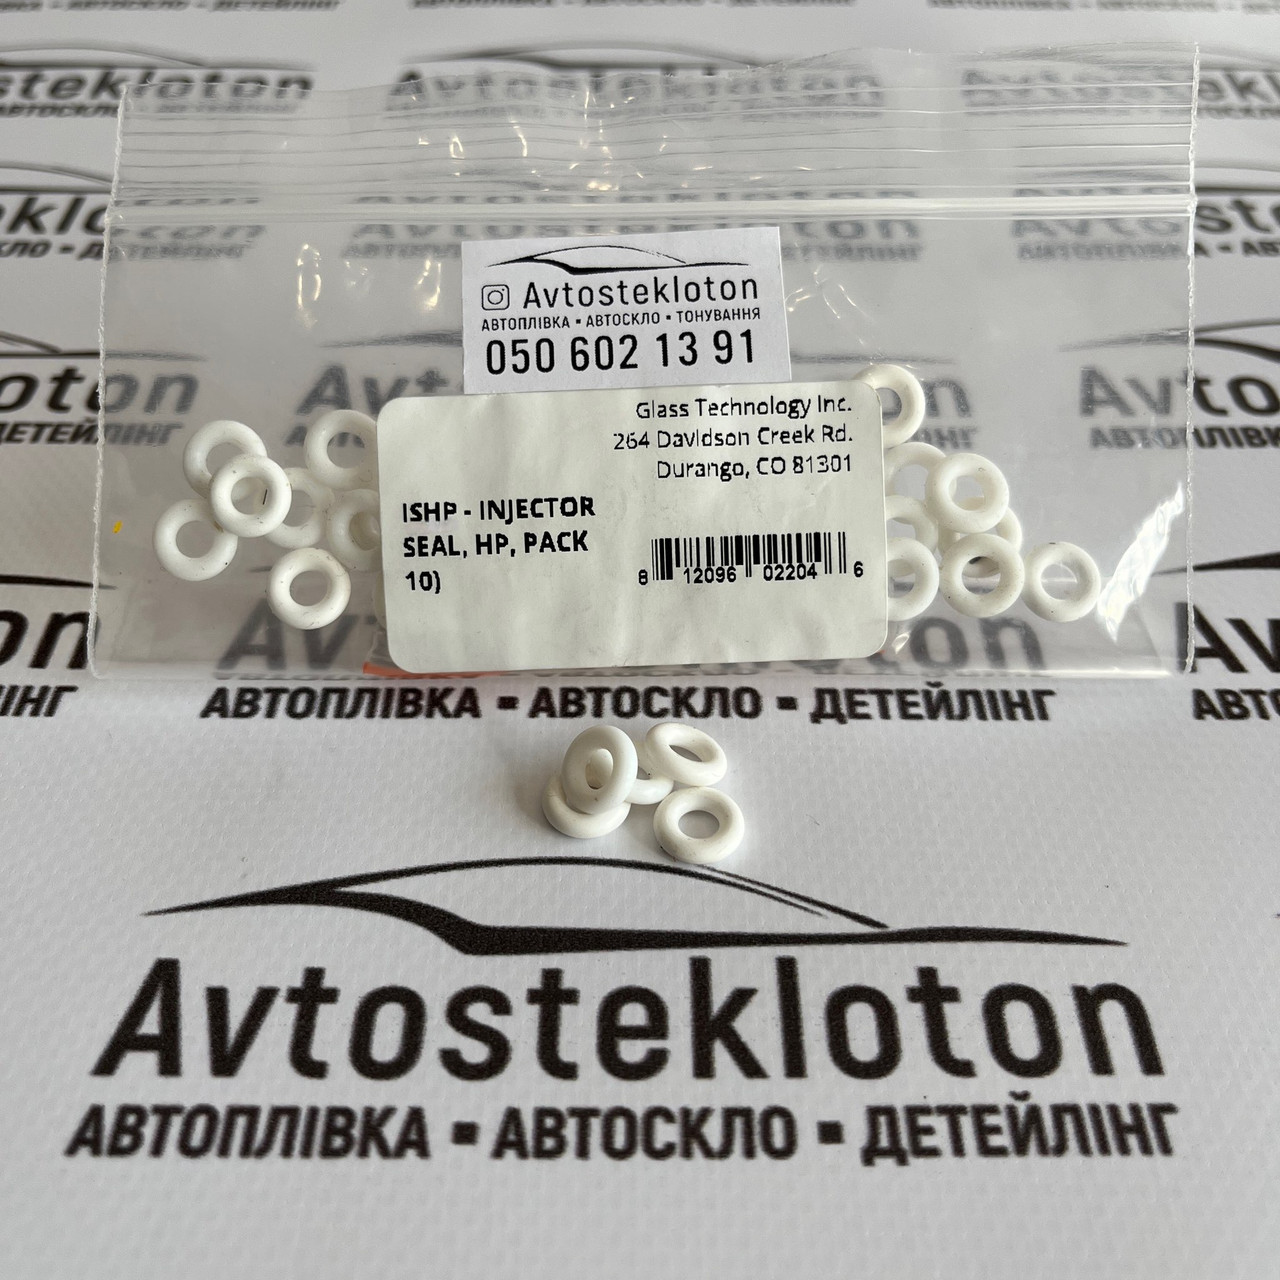 Avtostekloton
АВТОПЛІВКА ▪ АВТОСКЛО ▪ ТОНУВАННЯ
050 602 13 91
Glass Technology Inc.
264 Davidson Creek Rd.
Durango, CO 81301
ISHP - INJECTOR
SEAL, HP, PACK
10)
8 12096 02204 6
АВТОПЛІВКА ▪ АВТОСКЛО ▪ ДЕТЕЙЛІНГ
Avtostekloton
АВТОПЛІВКА ▪ АВТОСКЛО ▪ ДЕТЕЙЛІНГ